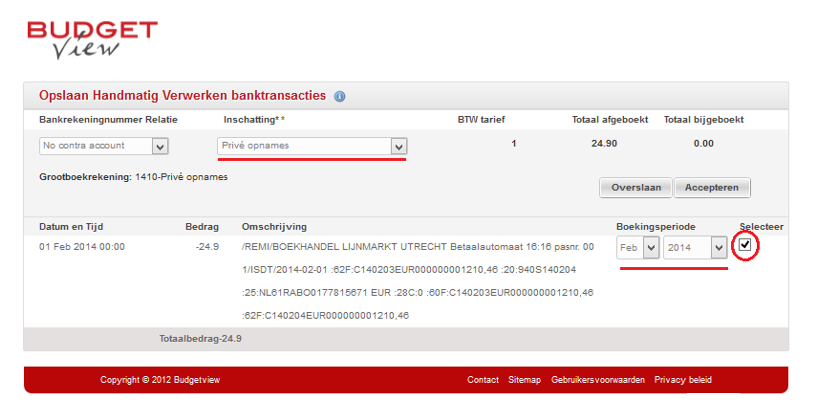 BUDGET
View
Opslaan Handmatig Verwerken banktransacties
Bankrekeningnummer Relatie Inschatting** BTW tarief Totaal afgeboekt Totaal bijgeboekt
No contra account Privé opnames 1 24.90 0.00
Grootboekrekening: 1410-Privé opnames
Overslaan Accepteren
Datum en Tijd Bedrag Omschrijving Boekingsperiode Selecteer
01 Feb 2014 00:00 -24.9 /REMI/BOEKHANDEL LIJNMARKT UTRECHT Betaalautomaat 16:16 pasnr. 00 Feb 2014
1/ISDT/2014-02-01 :62F:C140203EUR000000001210,46 :20:940S140204
:25:NL61RABO0177815671 EUR :28C:0 :60F:C140203EUR000000001210,46
:62F:C140204EUR000000001210,46
Totaalbedrag-24.9
Copyright © 2012 Budgetview Contact Sitemap Gebruikersvoorwaarden Privacy beleid